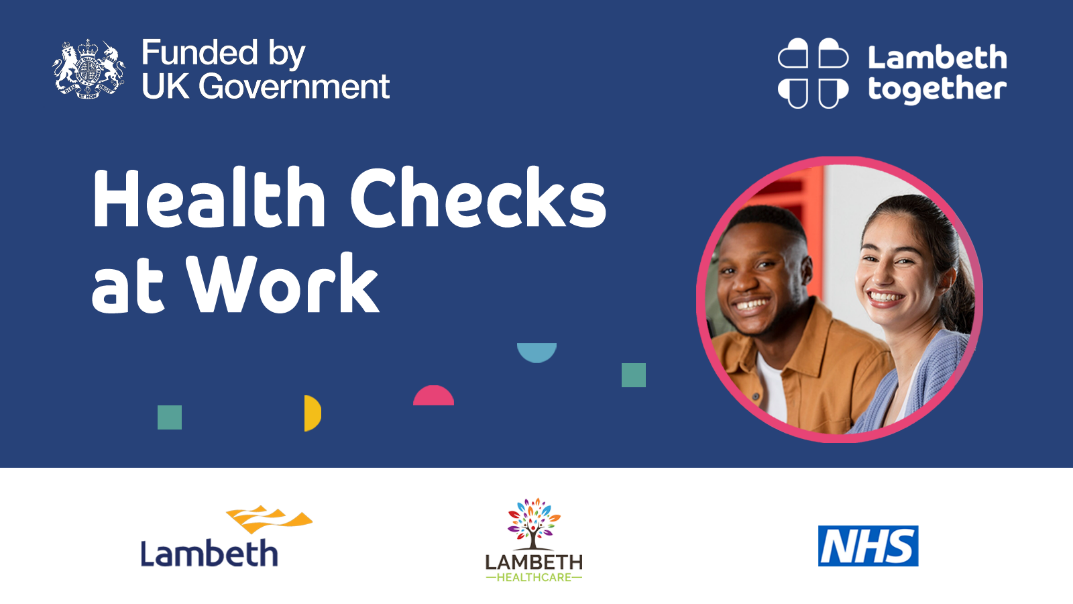 Funded by
UK Government
Lambeth
together
Health Checks
at Work
Lambeth
LAMBETH
HEALTHCARE
NHS